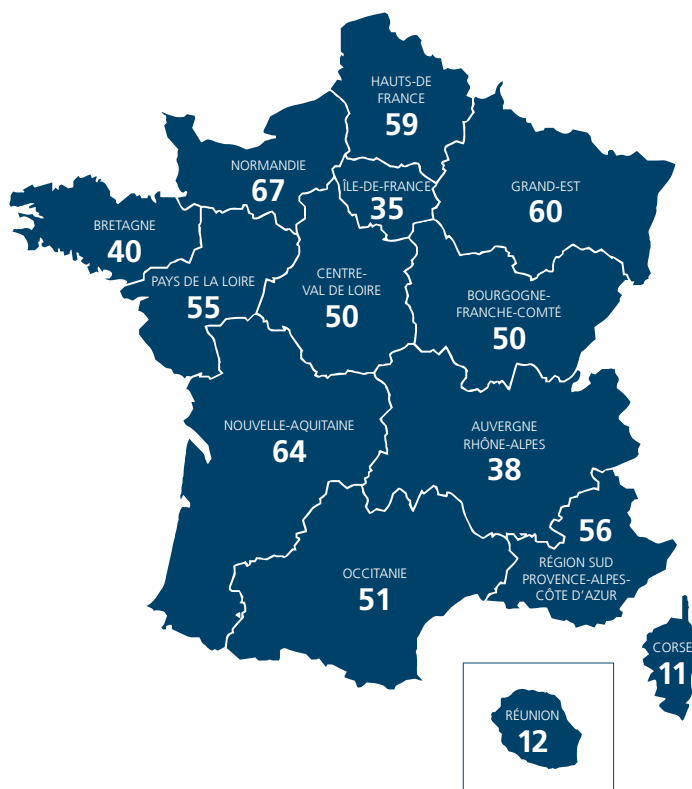 HAUTS-DE
FRANCE
59
NORMANDIE
67
ÎLE-DE-FRANCE
35
GRAND-EST
60
BRETAGNE
40
PAYS DE LA LOIRE
55
CENTRE-
VAL DE LOIRE
50
BOURGOGNE-
FRANCHE-COMTÉ
50
NOUVELLE-AQUITAINE
64
AUVERGNE
RHÔNE-ALPES
38
56
RÉGION SUD
PROVENCE-ALPES-
CÔTE D'AZUR
OCCITANIE
51
CORSE
11
RÉUNION
12